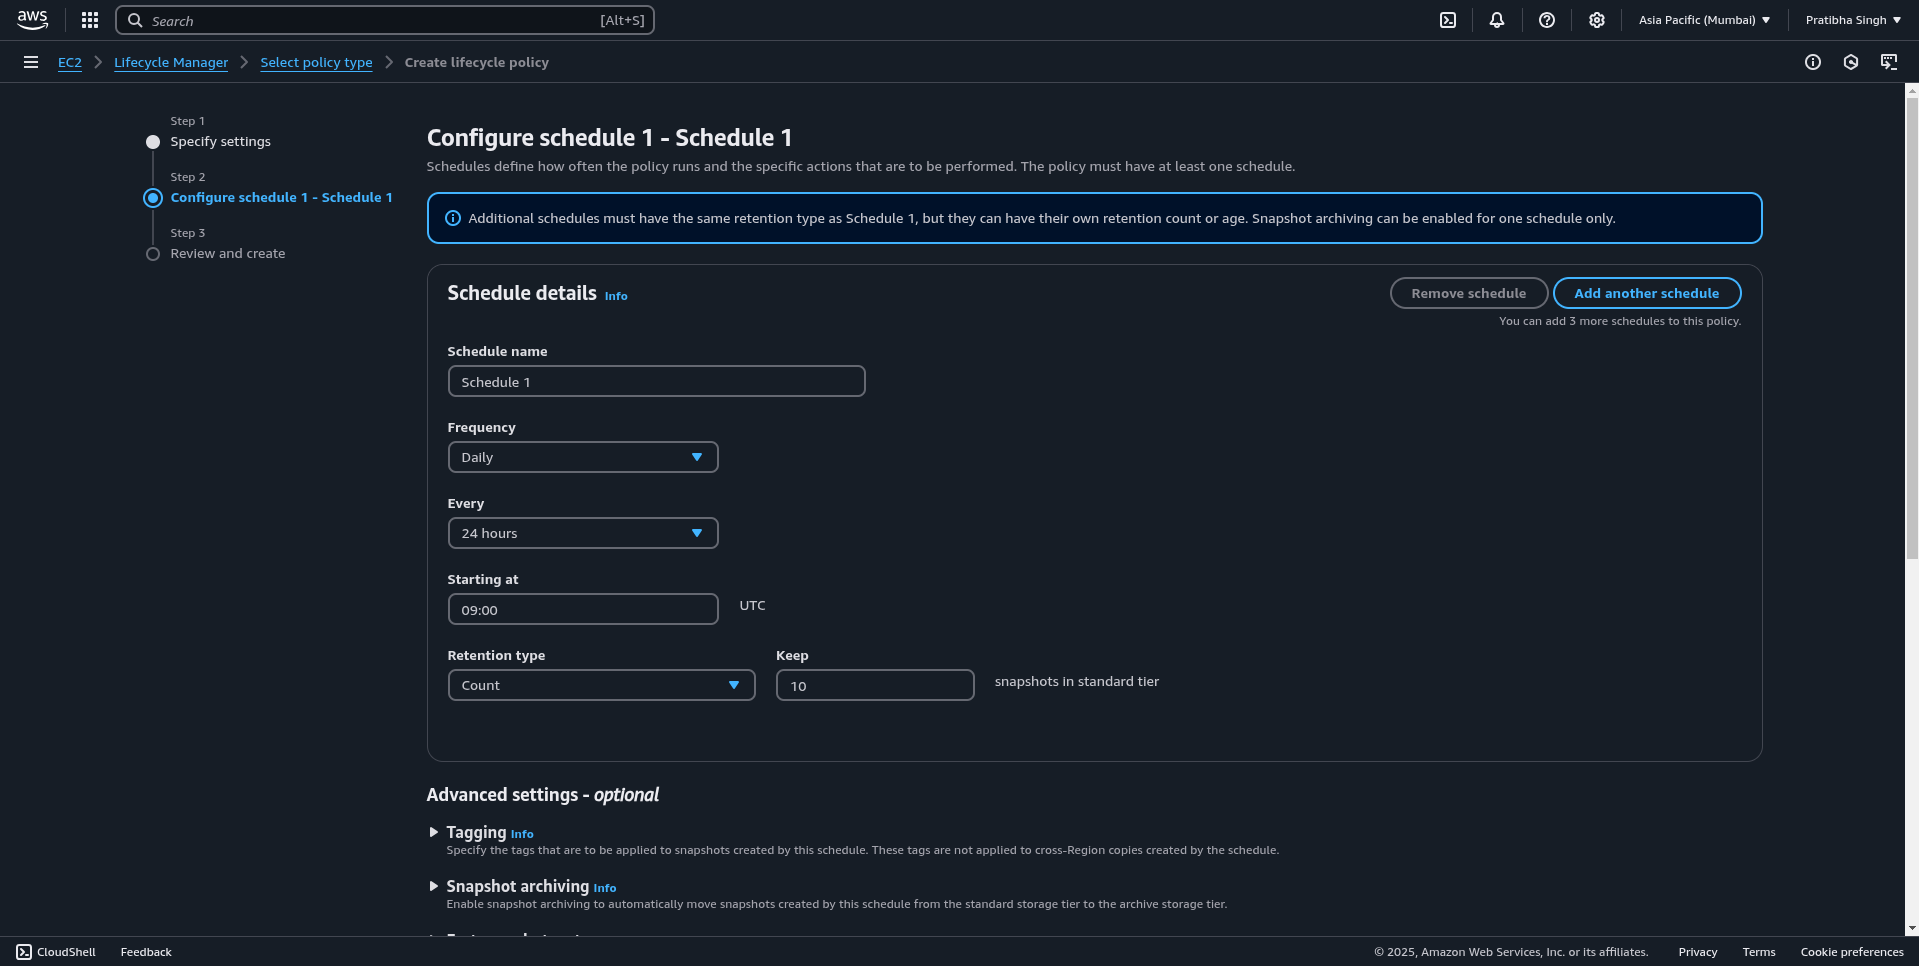 aws
Search [Alt+S]
Asia Pacific (Mumbai)
Pratibha Singh
EC2
Lifecycle Manager
Select policy type
Create lifecycle policy
Step 1
Specify settings
Step 2
Configure schedule 1 - Schedule 1
Step 3
Review and create
Configure schedule 1 - Schedule 1
Schedules define how often the policy runs and the specific actions that are to be performed. The policy must have at least one schedule.
Additional schedules must have the same retention type as Schedule 1, but they can have their own retention count or age. Snapshot archiving can be enabled for one schedule only.
Schedule details Info
Remove schedule
Add another schedule
You can add 3 more schedules to this policy.
Schedule name
Schedule 1
Frequency
Daily
Every
24 hours
Starting at
09:00 UTC
Retention type
Count
Keep
10 snapshots in standard tier
Advanced settings - optional
Tagging Info
Specify the tags that are to be applied to snapshots created by this schedule. These tags are not applied to cross-Region copies created by the schedule.
Snapshot archiving Info
Enable snapshot archiving to automatically move snapshots created by this schedule from the standard storage tier to the archive storage tier.
CloudShell
Feedback
© 2025, Amazon Web Services, Inc. or its affiliates.
Privacy
Terms
Cookie preferences